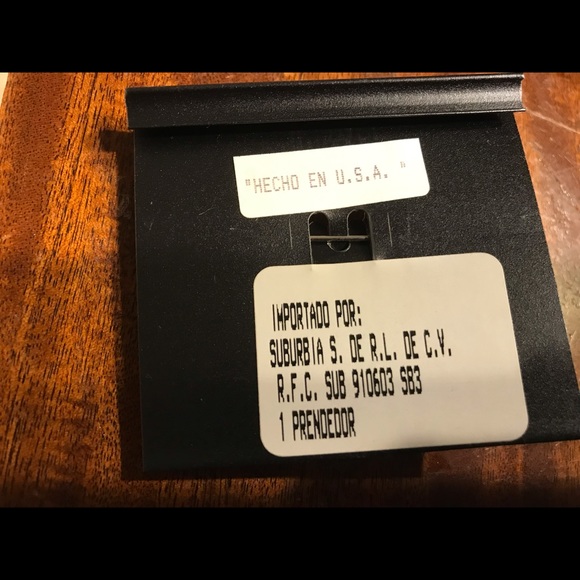 "HECHO EN U.S.A. "
IMPORTADO POR:
SUBURBIA S. DE R.L. DE C.V.
R.F.C. SUB 910603 SB3
1 PRENDEDOR